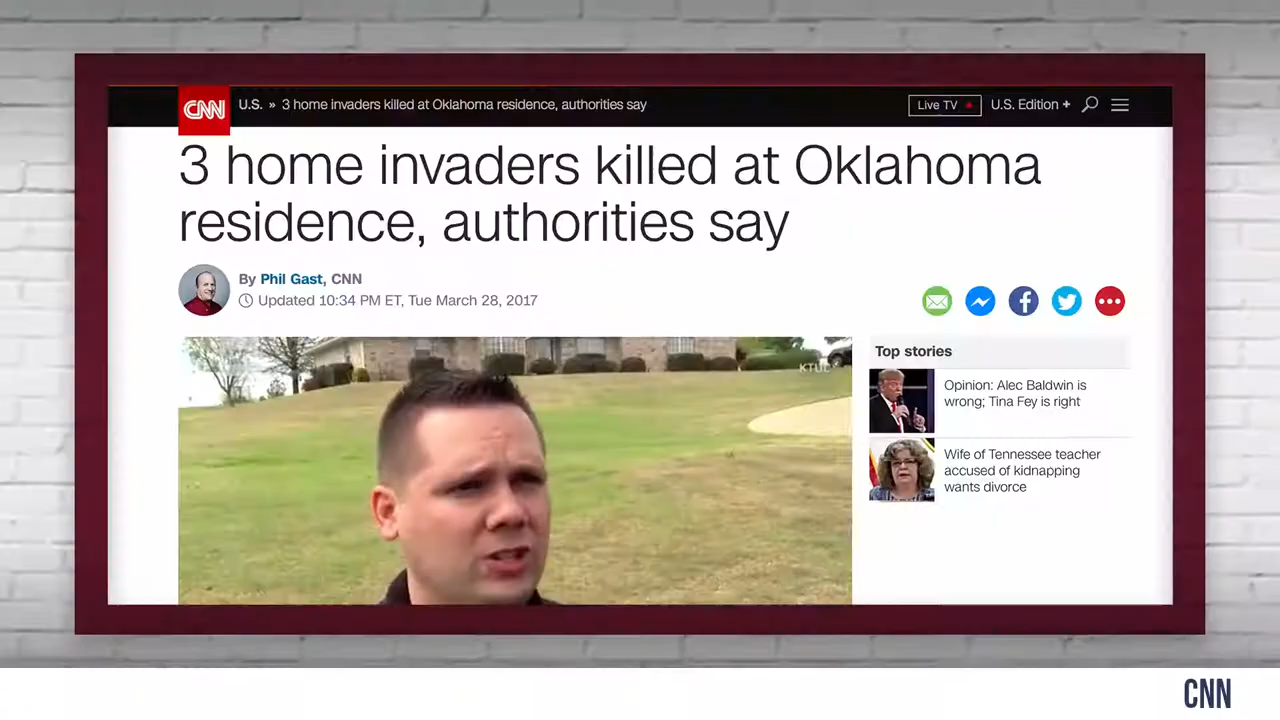 CNN
U.S. » 3 home invaders killed at Oklahoma residence, authorities say
Live TV
U.S. Edition +
3 home invaders killed at Oklahoma
residence, authorities say
By Phil Gast, CNN
Updated 10:34 PM ET, Tue March 28, 2017
KTUL
Top stories
Opinion: Alec Baldwin is
wrong; Tina Fey is right
Wife of Tennessee teacher
accused of kidnapping
wants divorce
CNN